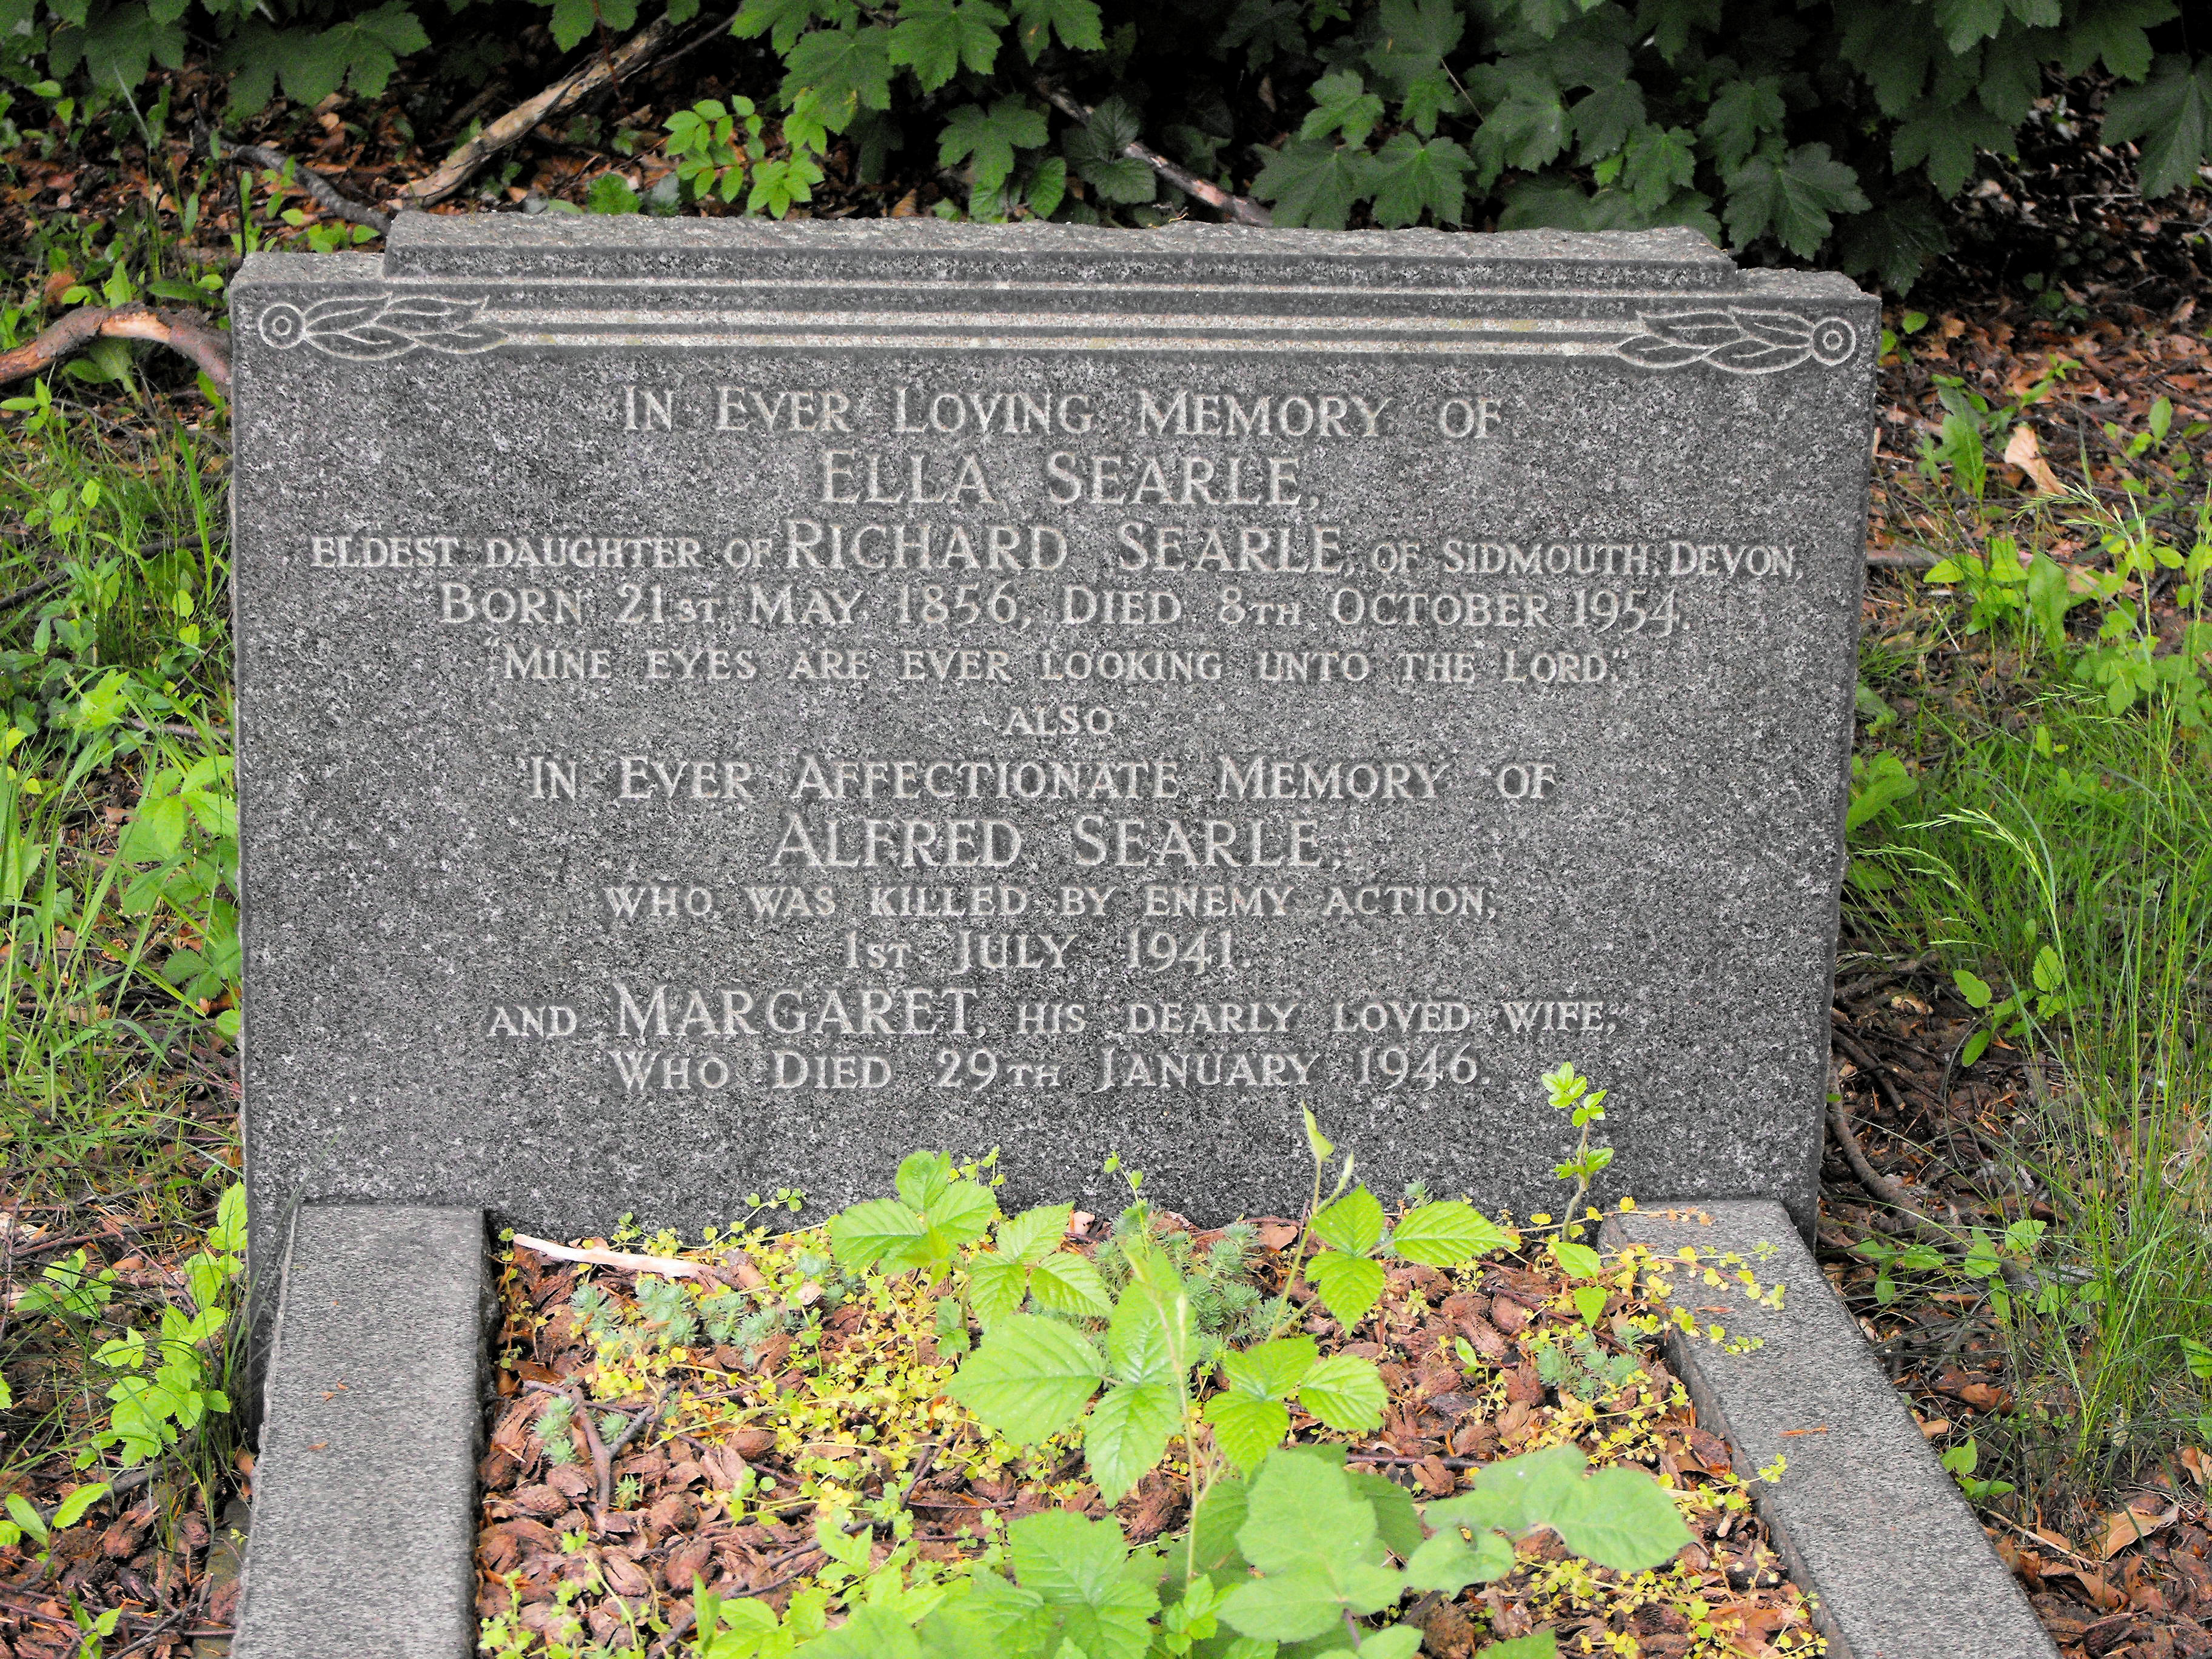 In Ever Loving Memory of
Ella Searle,
eldest daughter of Richard Searle, of Sidmouth, Devon,
Born 21st. May 1856, Died 8th October 1954.
"Mine eyes are ever looking unto the Lord."
also
In Ever Affectionate Memory of
Alfred Searle,
who was killed by enemy action,
1st July 1941.
and Margaret, his dearly loved wife,
Who Died 29th January 1946.